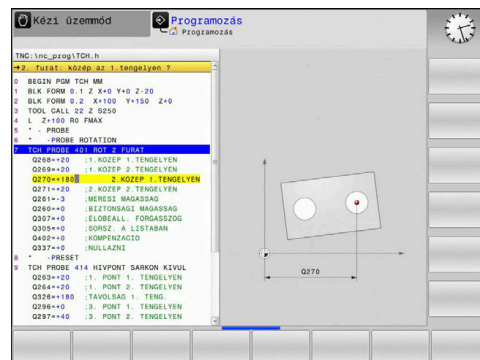 Kézi üzemmód
Programozás
Programozás
TNC:\nc_prog\TCH.h
→2. furat: közép az 1.tengelyen ?
0 BEGIN PGM TCH MM
1 BLK FORM 0.1 Z X+0 Y+0 Z-20
2 BLK FORM 0.2 X+100 Y+150 Z+0
3 TOOL CALL 22 Z S250
4 L Z+100 R0 FMAX
5 * - PROBE
6 * -PROBE ROTATION
7 TCH PROBE 401 ROT 2 FURAT
Q268=+20 ;1.KOZEP 1.TENGELYEN
Q269=+20 ;1.KOZEP 2.TENGELYEN
Q270=+180 2.KOZEP 1.TENGELYEN
Q271=+20 ;2.KOZEP 2.TENGELYEN
Q261=-3 ;MERESI MAGASSAG
Q260=+0 ;BIZTONSAGI MAGASSAG
Q307=+0 ;ELOBEALL. FORGASSZOG
Q305=+0 ;SORSZ. A LISTABAN
Q402=+0 ;KOMPENZACIO
Q337=+0 ;NULLAZNI
8 * -PRESET
9 TCH PROBE 414 HIVPONT SARKON KIVUL
Q263=+20 ;1. PONT 1. TENGELYEN
Q264=+20 ;1. PONT 2. TENGELYEN
Q326=+180 ;TAVOLSAG 1. TENG.
Q296=+0 ;3. PONT 1. TENGELYEN
Q297=+40 ;3. PONT 2. TENGELYEN
Q270